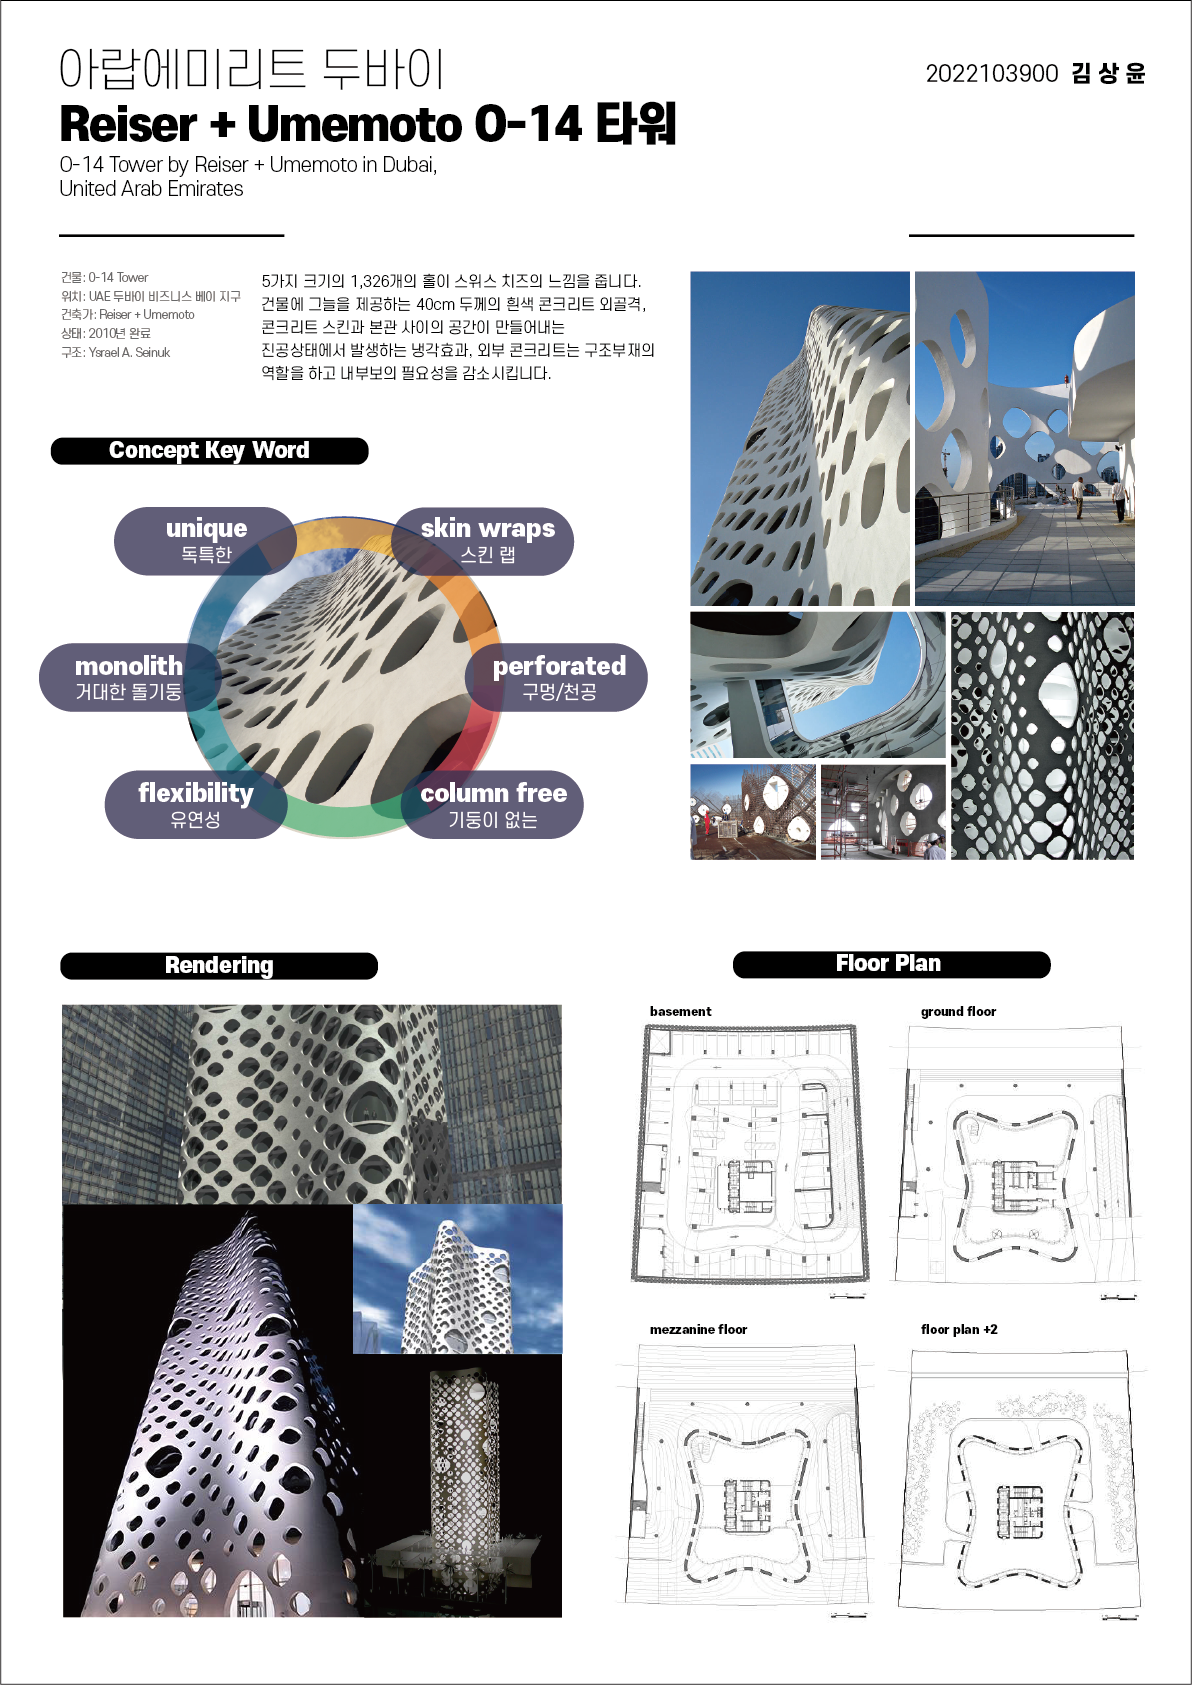 아랍에미리트 두바이
2022103900 김 상 윤
Reiser + Umemoto O-14 타워
O-14 Tower by Reiser + Umemoto in Dubai,
United Arab Emirates
건물: O-14 Tower
위치: UAE 두바이 비즈니스 베이 지구
건축가: Reiser + Umemoto
상태: 2010년 완료
구조: Ysrael A. Seinuk
5가지 크기의 1,326개의 홀이 스위스 치즈의 느낌을 줍니다.
건물에 그늘을 제공하는 40cm 두께의 흰색 콘크리트 외골격,
콘크리트 스킨과 본관 사이의 공간이 만들어내는
진공상태에서 발생하는 냉각효과, 외부 콘크리트는 구조부재의
역할을 하고 내부보의 필요성을 감소시킵니다.
Concept Key Word
unique
독특한
skin wraps
스킨 랩
monolith
거대한 돌기둥
perforated
구멍/천공
flexibility
유연성
column free
기둥이 없는
Rendering
Floor Plan
basement
ground floor
mezzanine floor
floor plan +2